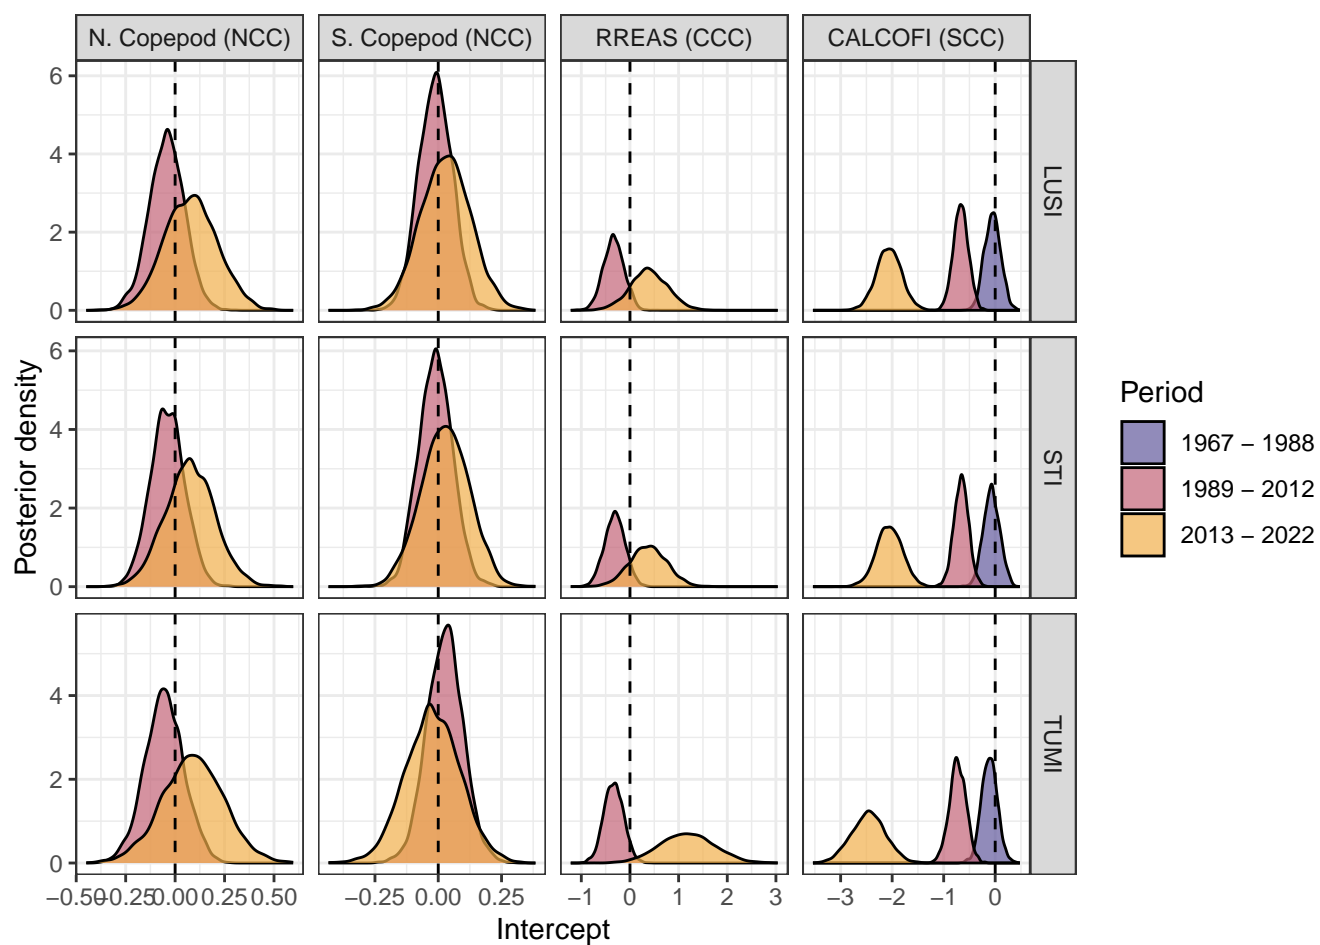 N. Copepod (NCC) S. Copepod (NCC) RREAS (CCC) CALCOFI (SCC)
6
4
2
0
LUSI
6
4
2
0
STI
4
2
0
TUMI
Posterior density
−0.50 −0.25 0.00 0.25 0.50 −0.25 0.00 0.25 −1 0 1 2 3 −3 −2 −1 0
Intercept
Period
1967 − 1988
1989 − 2012
2013 − 2022